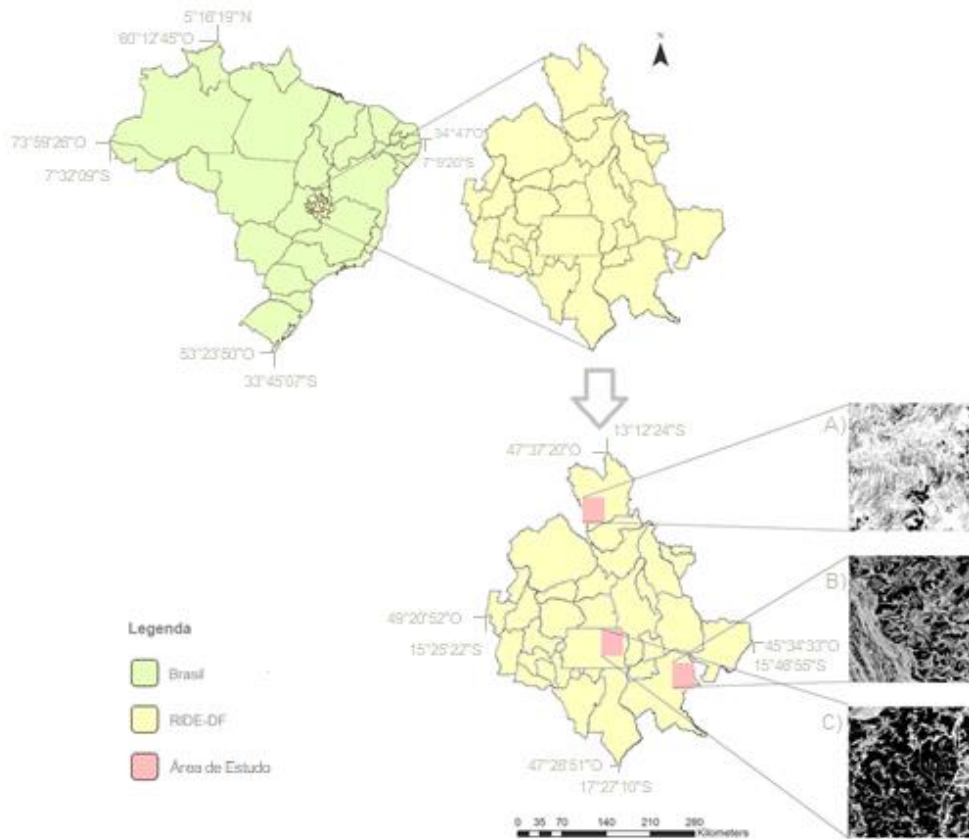 5°16'19"N
60°12'45"O
N
73°59'26"O
7°32'09"S
34°47'O
7°9'20"S
53°23'50"O
33°45'07"S
A)
13°12'24"S
47°37'20"O
B)
49°20'52"O
15°25'22"S
45°34'33"O
15°46'55"S
C)
Legenda
Brasil
RIDE-DF
Área de Estudo
47°28'51"O
17°27'10"S
0 35 70 140 210 280
Kilometers